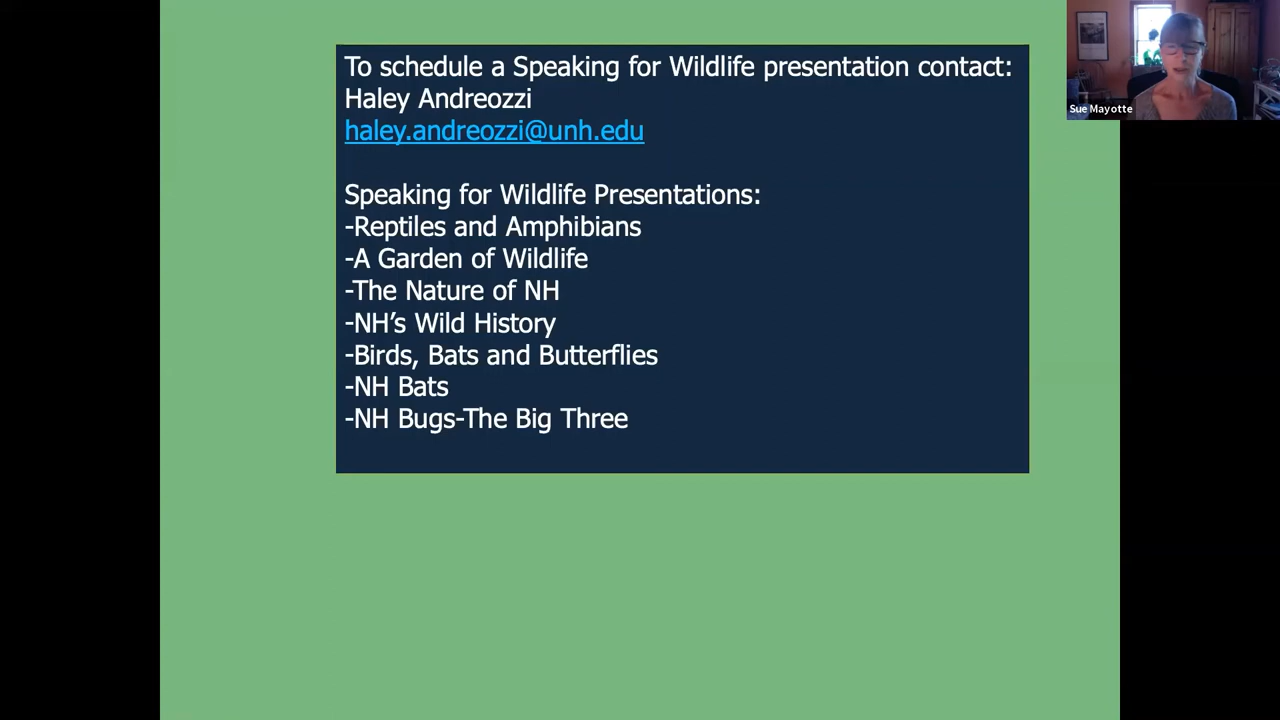 To schedule a Speaking for Wildlife presentation contact:
Haley Andreozzi
haley.andreozzi@unh.edu
Speaking for Wildlife Presentations:
-Reptiles and Amphibians
-A Garden of Wildlife
-The Nature of NH
-NH’s Wild History
-Birds, Bats and Butterflies
-NH Bats
-NH Bugs-The Big Three
Sue Mayotte